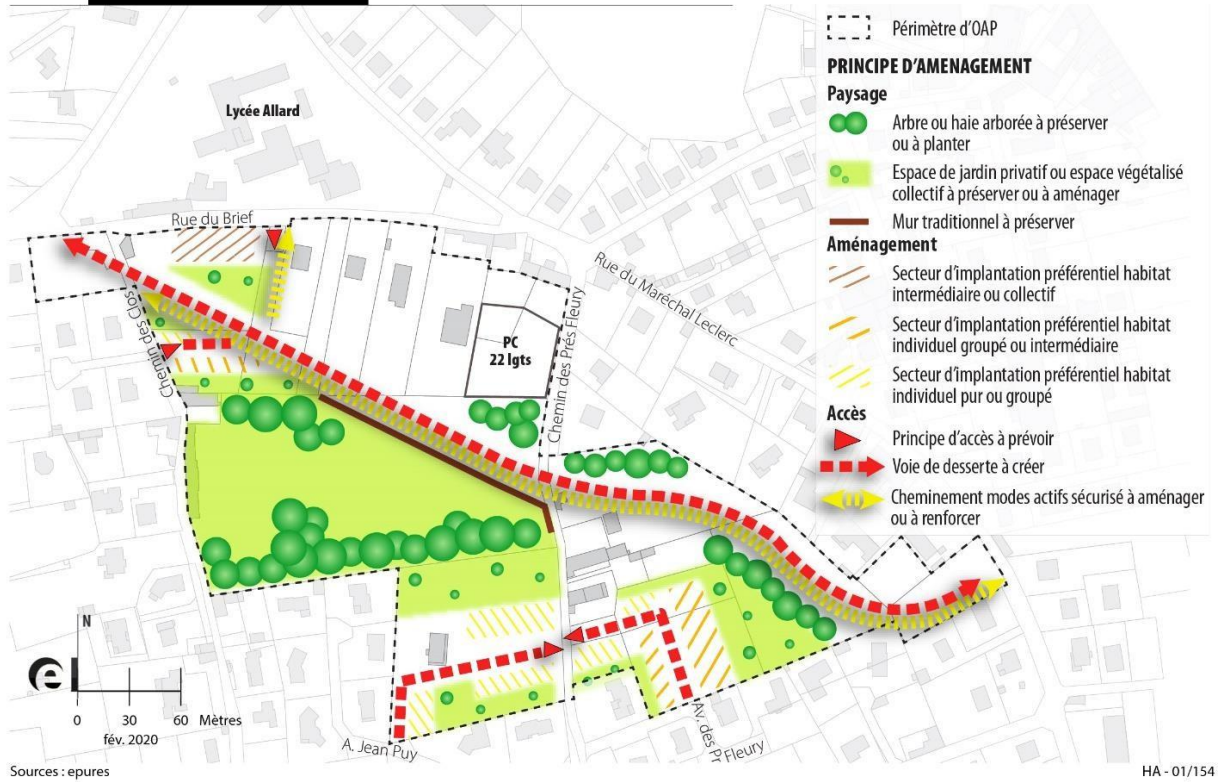 Lycée Allard
Rue du Brief
Rue du Maréchal Leclerc
Chemin des Clos
Chemin des Prés Fleury
PC
22 lgts
A. Jean Puy
Av. des Pr Fleury
N
0 30 60 Mètres
fév. 2020
Périmètre d'OAP
PRINCIPE D'AMENAGEMENT
Paysage
Arbre ou haie arborée à préserver
ou à planter
Espace de jardin privatif ou espace végétalisé
collectif à préserver ou à aménager
Mur traditionnel à préserver
Aménagement
Secteur d'implantation préférentiel habitat
intermédiaire ou collectif
Secteur d'implantation préférentiel habitat
individuel groupé ou intermédiaire
Secteur d'implantation préférentiel habitat
individuel pur ou groupé
Accès
Principe d'accès à prévoir
Voie de desserte à créer
Cheminement modes actifs sécurisé à aménager
ou à renforcer
Sources : epures
HA - 01/154